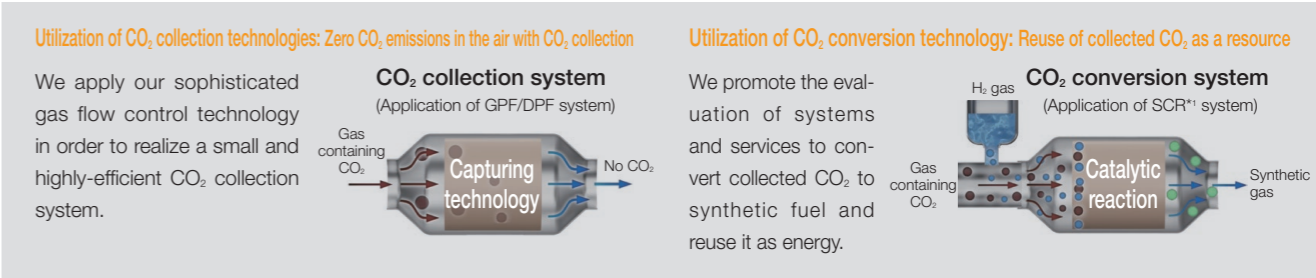 Utilization of CO₂ collection technologies: Zero CO₂ emissions in the air with CO₂ collection
We apply our sophisticated
gas flow control technology
in order to realize a small and
highly-efficient CO₂ collection
system.
CO₂ collection system
(Application of GPF/DPF system)
Gas
containing
CO₂
Capturing
technology
No CO₂
Utilization of CO₂ conversion technology: Reuse of collected CO₂ as a resource
We promote the eval-
uation of systems
and services to con-
vert collected CO₂ to
synthetic fuel and
reuse it as energy.
CO₂ conversion system
(Application of SCR*¹ system)
H₂ gas
Gas
containing
CO₂
Catalytic
reaction
Synthetic
gas